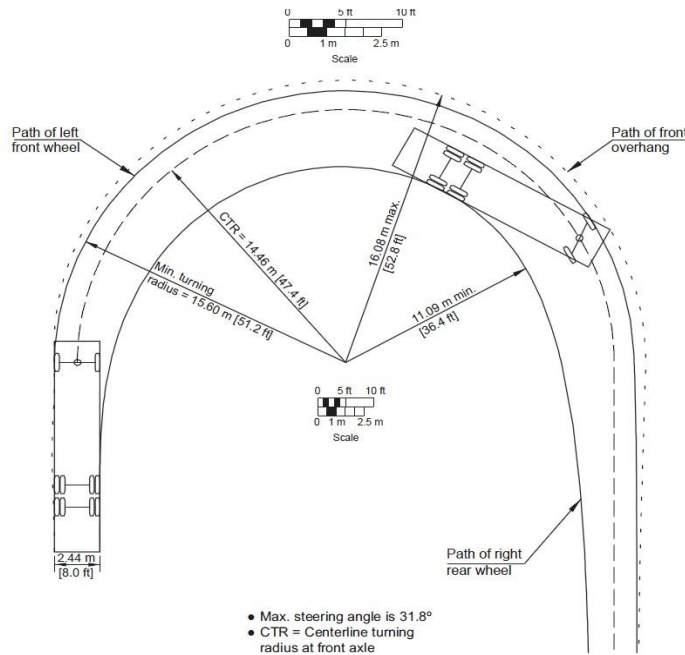 0 5 ft 10 ft
0 1 m 2.5 m
Scale
Path of left
front wheel
Path of front
overhang
CTR = 14.46 m [47.4 ft]
16.08 m max.
[52.8 ft]
Min. turning
radius = 15.60 m [51.2 ft]
11.09 m min.
[36.4 ft]
0 5 ft 10 ft
0 1 m 2.5 m
Scale
2.44 m
[8.0 ft]
Path of right
rear wheel
● Max. steering angle is 31.8º
● CTR = Centerline turning
radius at front axle